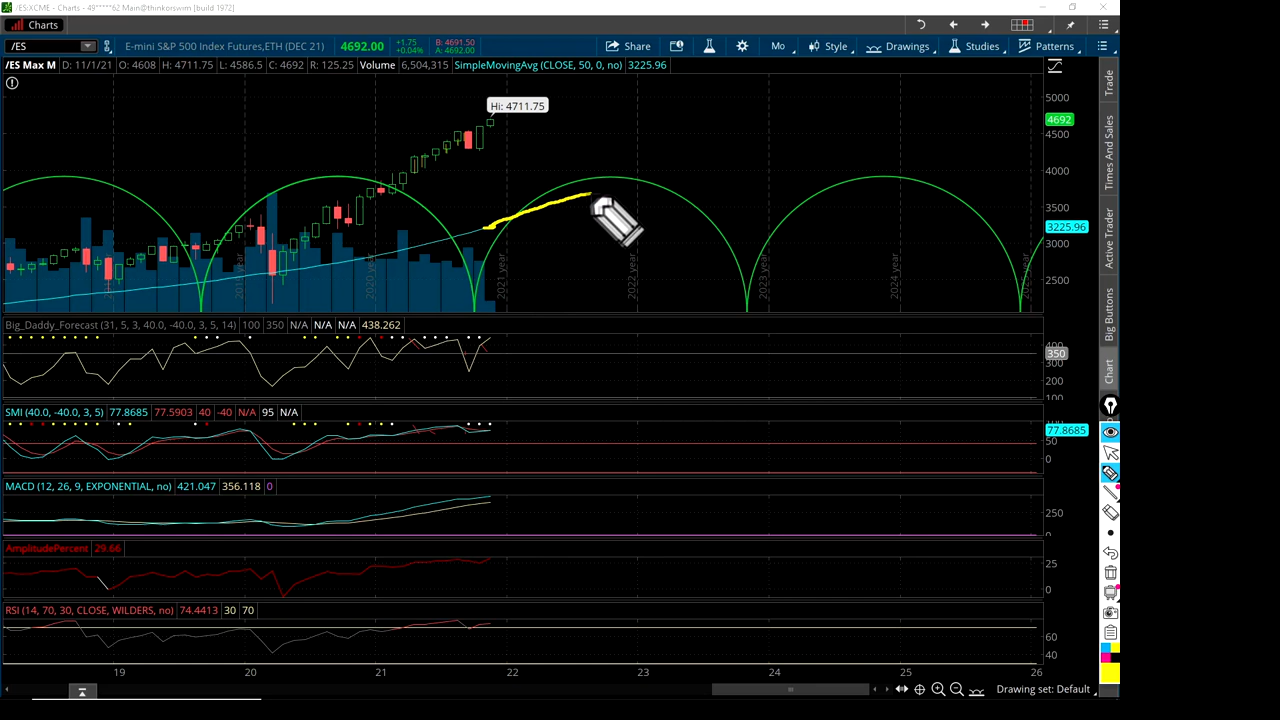 /ES:XCME - Charts - 49*****62 Main@thinkorswim [build 1972]
Charts
/ES E-mini S&P 500 Index Futures,ETH (DEC 21) 4692.00 +1.75 +0.04% B: 4691.50 A: 4692.00 Share Mo Style Drawings Studies Patterns
/ES Max M D: 11/1/21 O: 4608 H: 4711.75 L: 4586.5 C: 4692 R: 125.25 Volume 6,504,315 SimpleMovingAvg (CLOSE, 50, 0, no) 3225.96
Hi: 4711.75
5000
4692
4500
4000
3500
3225.96
3000
2500
2019 year 2020 year 2021 year 2022 year 2023 year 2024 year
Big_Daddy_Forecast (31, 5, 3, 40.0, -40.0, 3, 5, 14) 100 350 N/A N/A N/A 438.262
400
350
300
200
100
SMI (40.0, -40.0, 3, 5) 77.8685 77.5903 40 -40 N/A 95 N/A
77.8685
50
0
MACD (12, 26, 9, EXPONENTIAL, no) 421.047 356.118 0
250
0
AmplitudePercent 29.66
25
0
RSI (14, 70, 30, CLOSE, WILDERS, no) 74.4413 30 70
60
40
19 20 21 22 23 24 25 26
Drawing set: Default
Trade
Times And Sales
Active Trader
Big Buttons
Chart